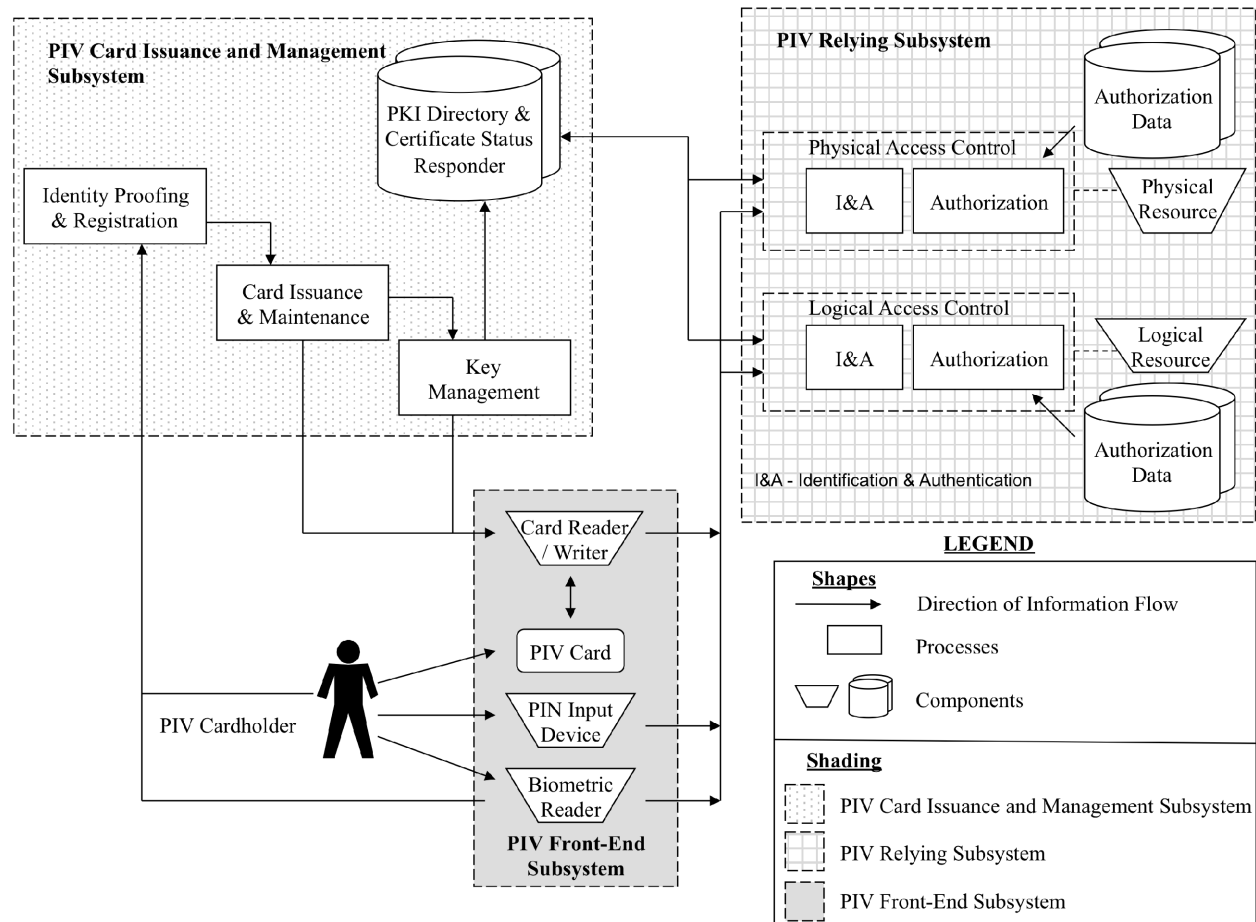 PIV Card Issuance and Management
Subsystem
PKI Directory &
Certificate Status
Responder
Identity Proofing
& Registration
Card Issuance
& Maintenance
Key
Management
PIV Relying Subsystem
Authorization
Data
Physical Access Control
I&A
Authorization
Physical
Resource
Logical Access Control
I&A
Authorization
Logical
Resource
Authorization
Data
I&A - Identification & Authentication
Card Reader
/ Writer
PIV Card
PIV Cardholder
PIN Input
Device
Biometric
Reader
PIV Front-End
Subsystem
LEGEND
Shapes
Direction of Information Flow
Processes
Components
Shading
PIV Card Issuance and Management Subsystem
PIV Relying Subsystem
PIV Front-End Subsystem